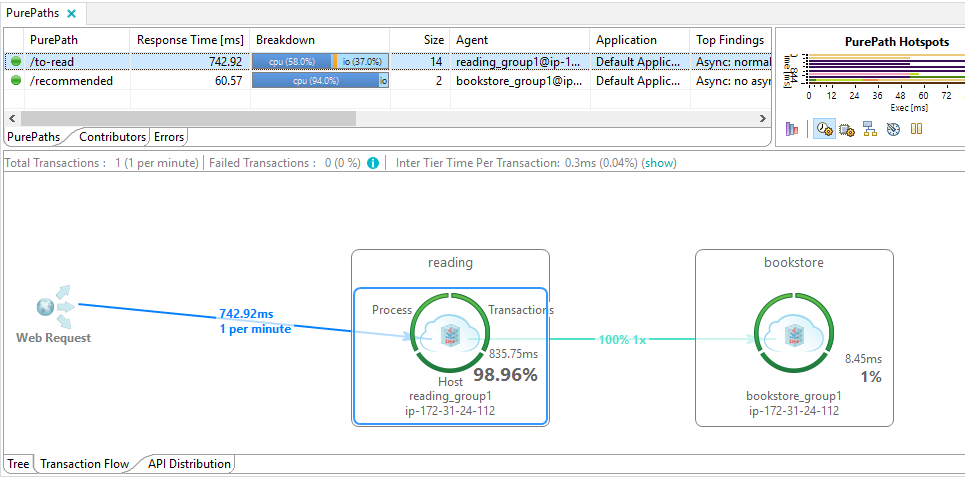 PurePaths
PurePath Response Time [ms] Breakdown Size Agent Application Top Findings
/to-read 742.92 cpu (58.0%) io (37.0%) 14 reading_group1@ip-1... Default Applic... Async: normal
/recommended 60.57 cpu (94.0%) io 2 bookstore_group1@ip... Default Applic... Async: no asy
PurePaths Contributors Errors
PurePath Hotspots
Time [ms]
844
0 12 24 36 48 60 72
Exec [ms]
Total Transactions : 1 (1 per minute) Failed Transactions : 0 (0 %) Inter Tier Time Per Transaction: 0.3ms (0.04%) (show)
reading
bookstore
Process Transactions
742.92ms
1 per minute
Web Request
100% 1x
835.75ms
98.96%
Host
reading_group1
ip-172-31-24-112
8.45ms
1%
bookstore_group1
ip-172-31-24-112
Tree Transaction Flow API Distribution